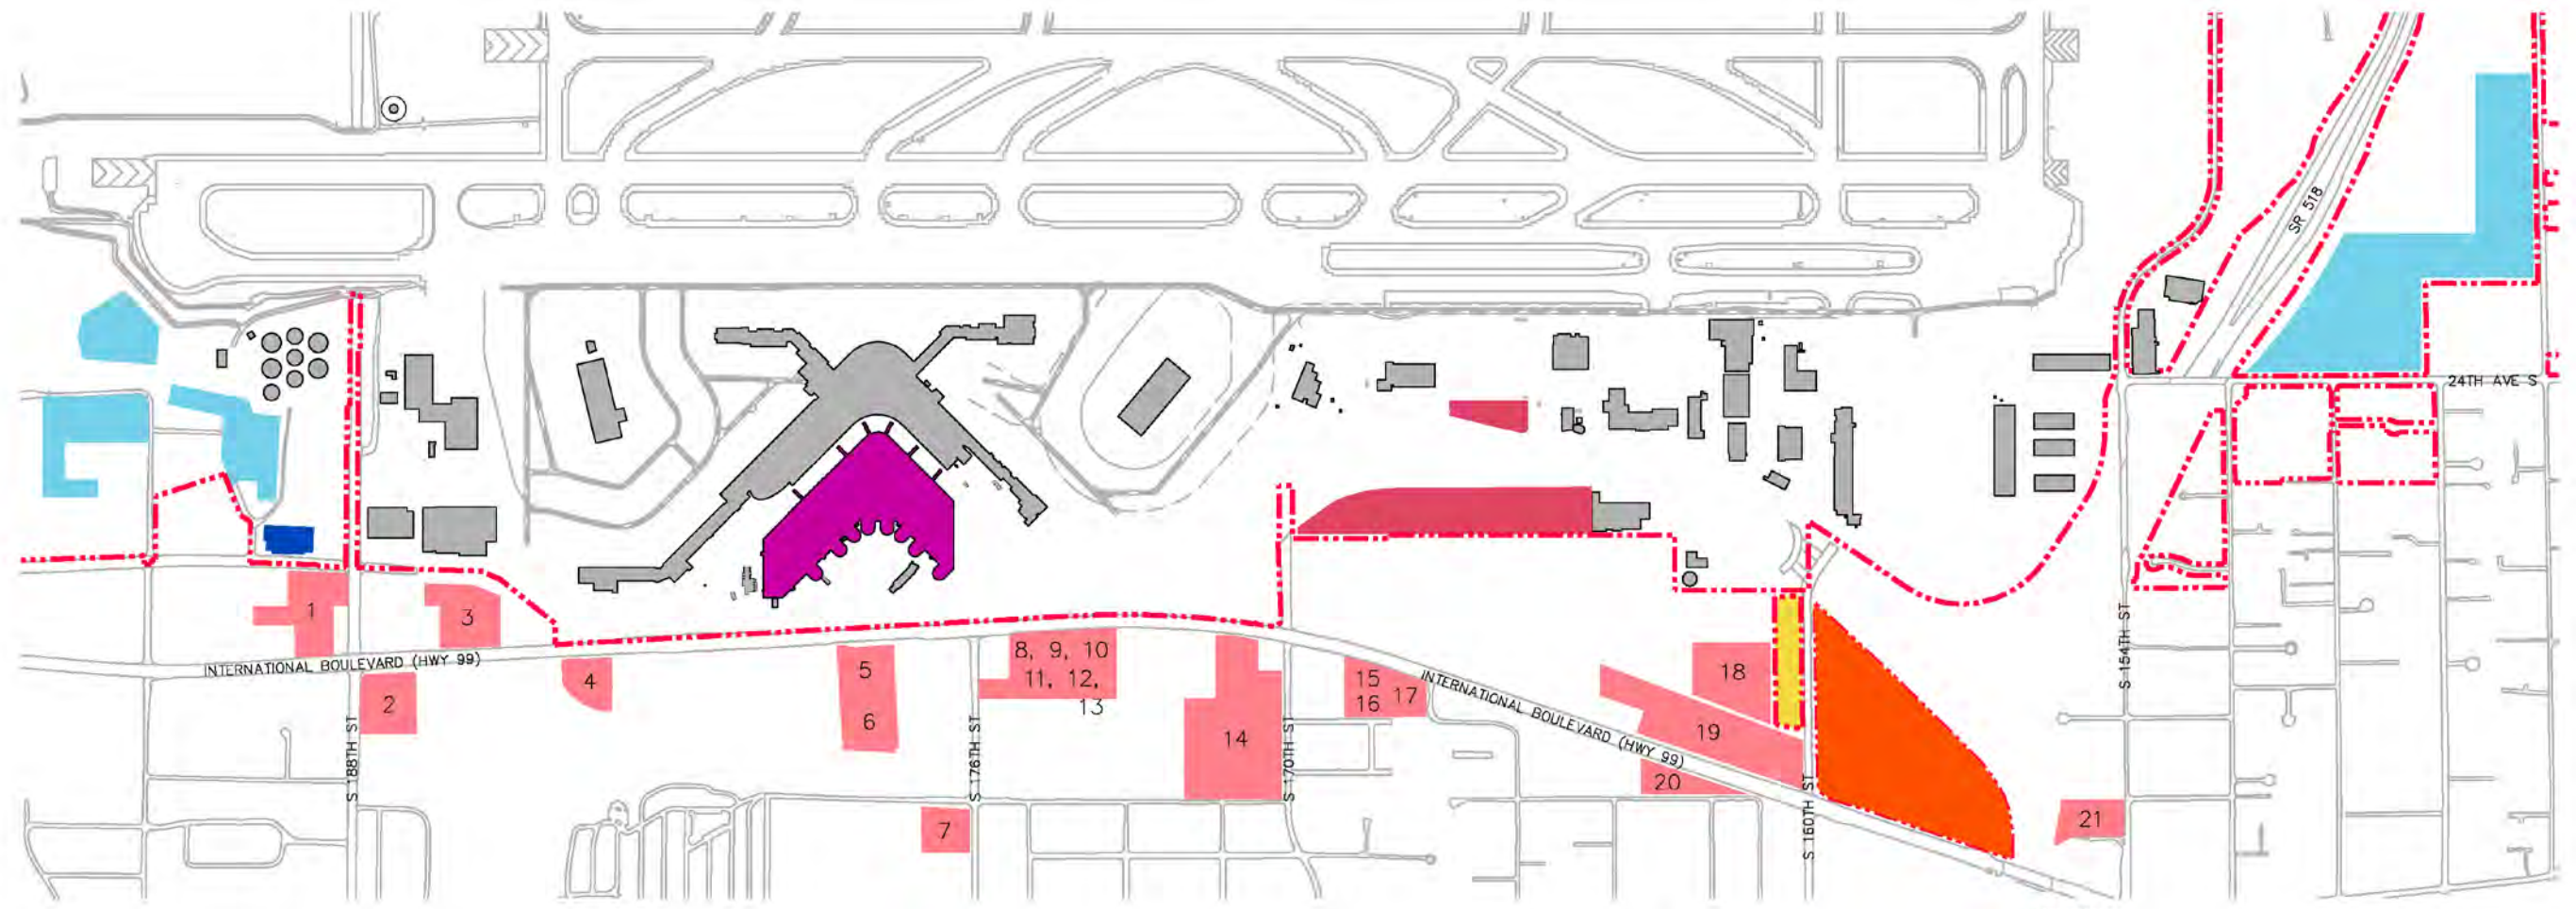 SR 518
24TH AVE S
1
3
INTERNATIONAL BOULEVARD (HWY 99)
2
4
5
6
8, 9, 10
11, 12,
13
7
14
15
16
17
INTERNATIONAL BOULEVARD (HWY 99)
18
19
20
21
S 188TH ST
S 176TH ST
S 170TH ST
S 160TH ST
S 154TH ST